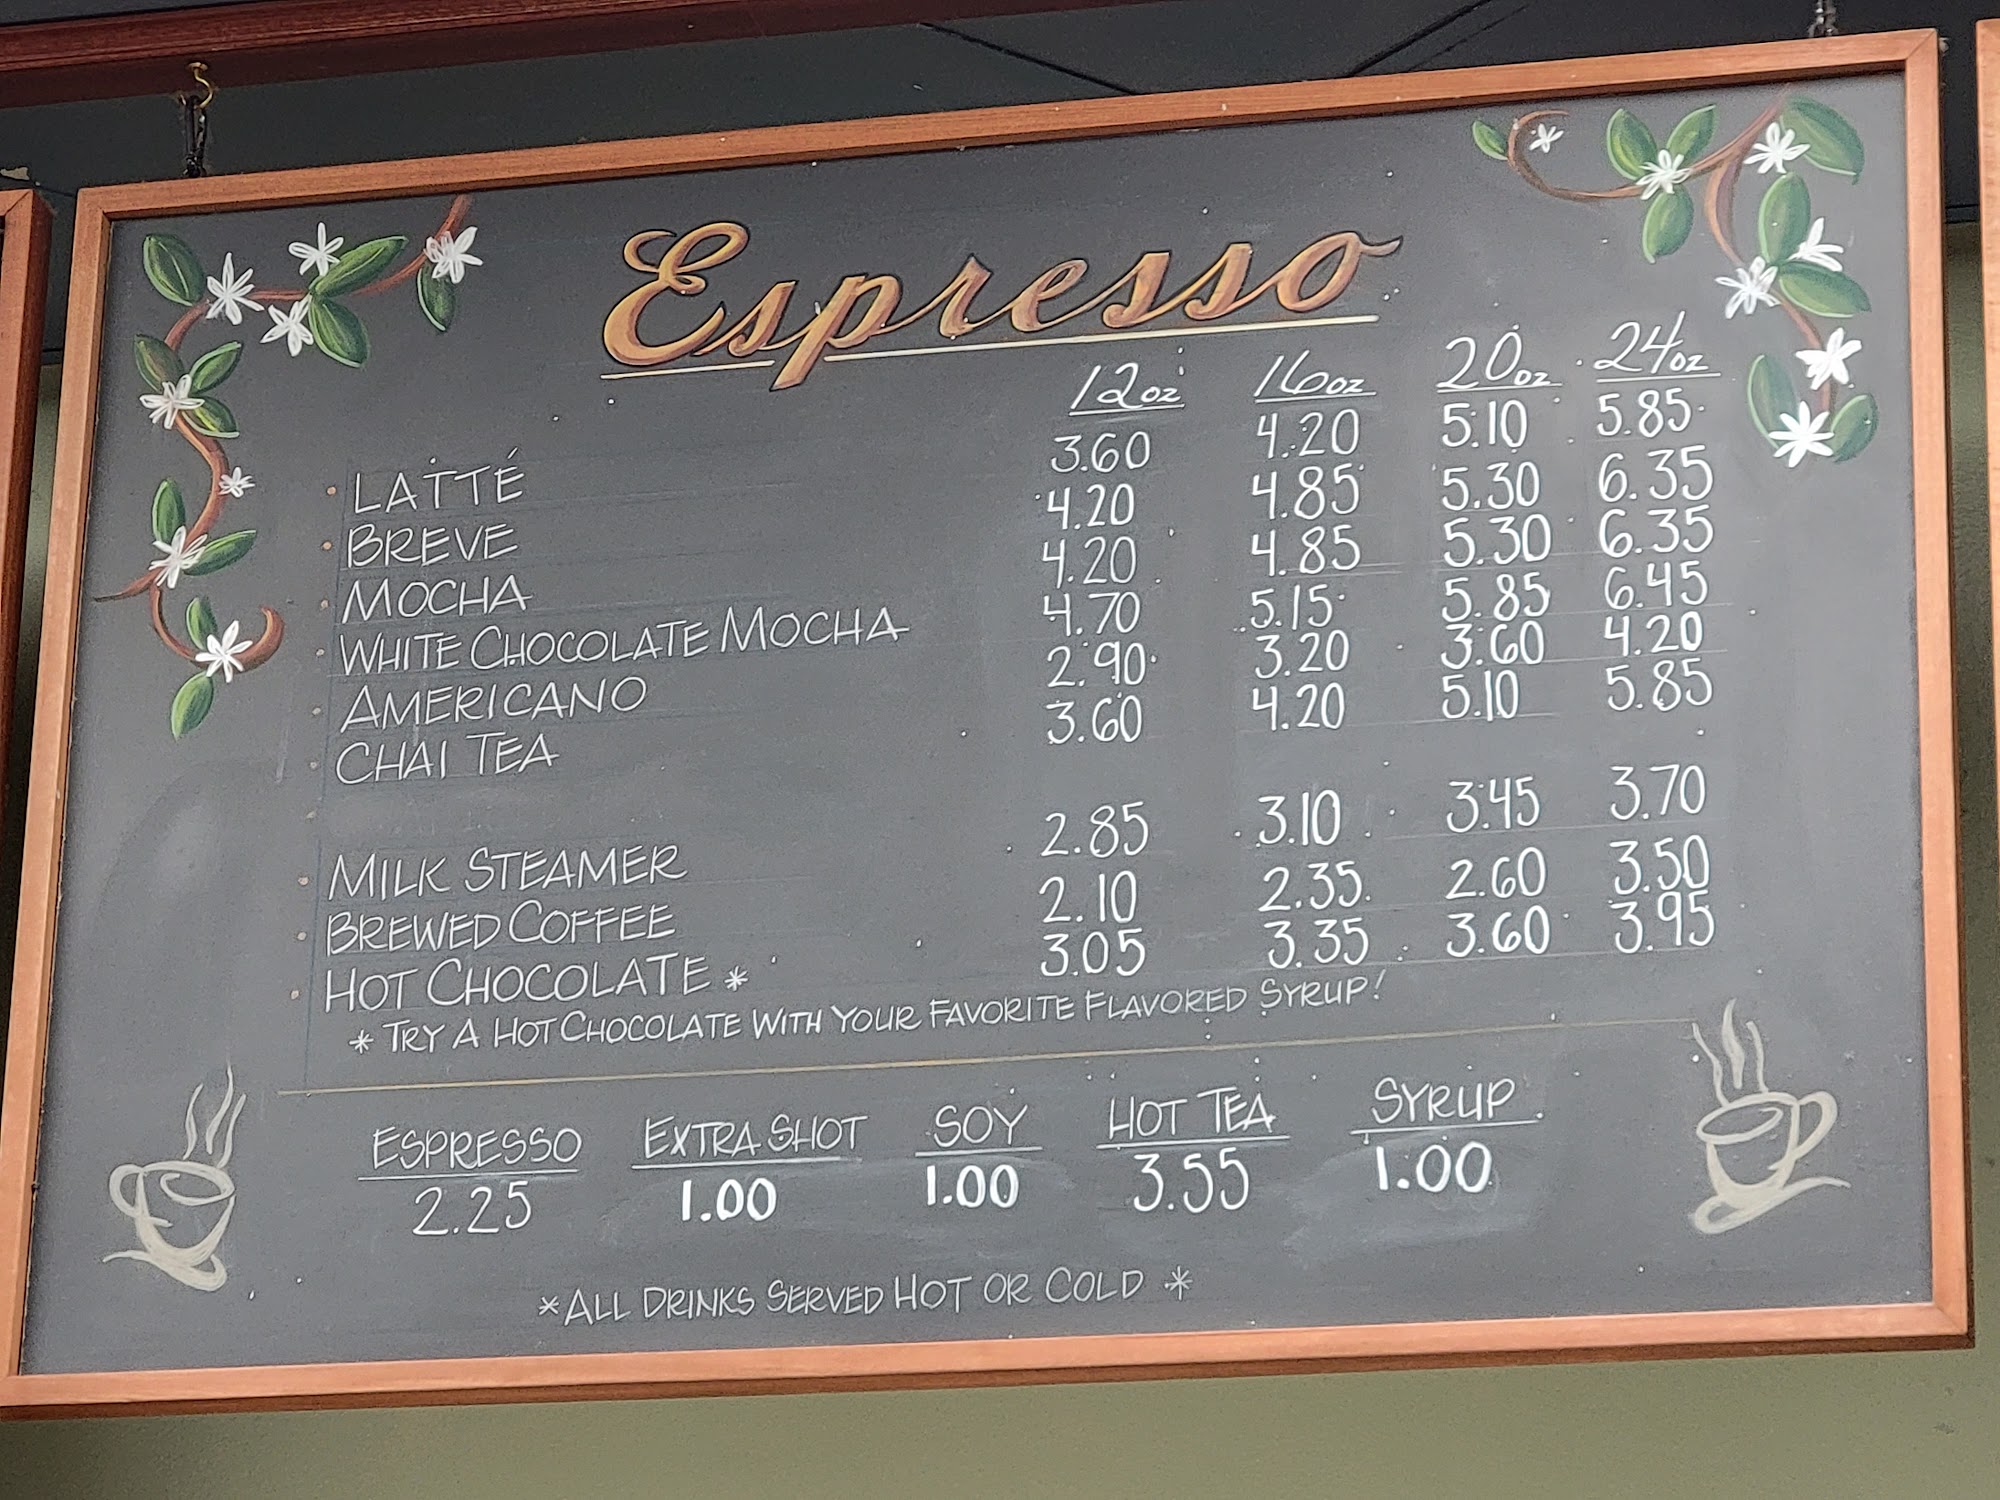 Espresso
12oz 16oz 20oz 24oz
LATTÉ 3.60 4.20 5.10 5.85
BREVE 4.20 4.85 5.30 6.35
MOCHA 4.20 4.85 5.30 6.35
WHITE CHOCOLATE MOCHA 4.70 5.15 5.85 6.45
AMERICANO 2.90 3.20 3.60 4.20
CHAI TEA 3.60 4.20 5.10 5.85
MILK STEAMER 2.85 3.10 3.45 3.70
BREWED COFFEE 2.10 2.35 2.60 3.50
HOT CHOCOLATE * 3.05 3.35 3.60 3.95
* TRY A HOT CHOCOLATE WITH YOUR FAVORITE FLAVORED SYRUP!
ESPRESSO EXTRA SHOT SOY HOT TEA SYRUP
2.25 1.00 1.00 3.55 1.00
*ALL DRINKS SERVED HOT OR COLD *